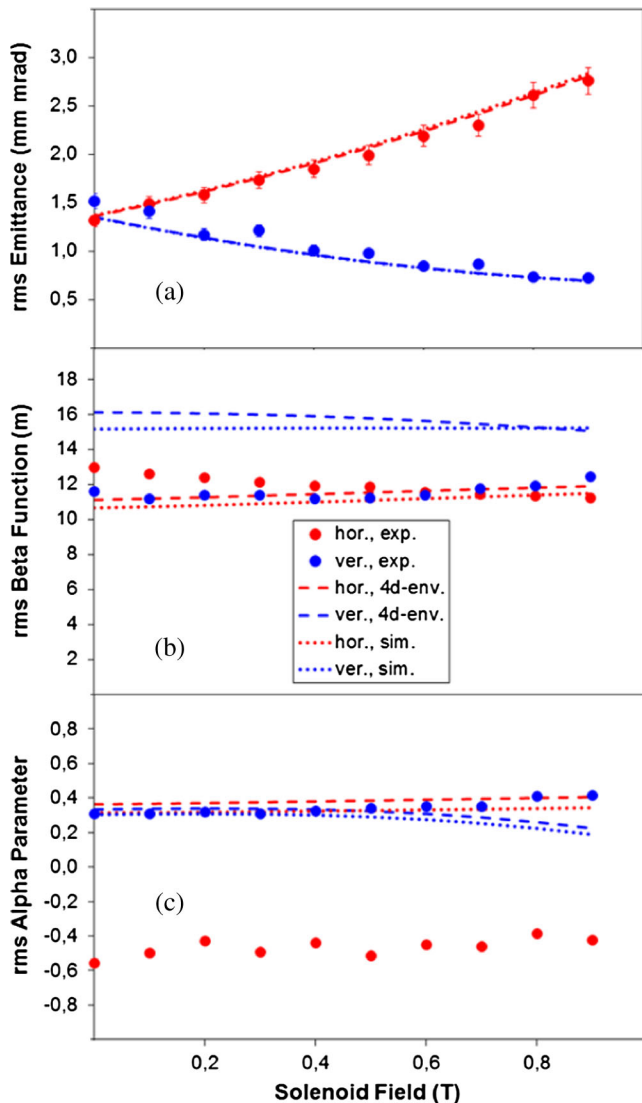 rms Emittance (mm mrad)
3,5
3,0
2,5
2,0
1,5
1,0
0,5
(a)
rms Beta Function (m)
18
16
14
12
10
8
6
4
2
hor., exp.
ver., exp.
hor., 4d-env.
ver., 4d-env.
hor., sim.
ver., sim.
(b)
rms Alpha Parameter
0,8
0,6
0,4
0,2
0,0
-0,2
-0,4
-0,6
-0,8
(c)
0,2 0,4 0,6 0,8
Solenoid Field (T)